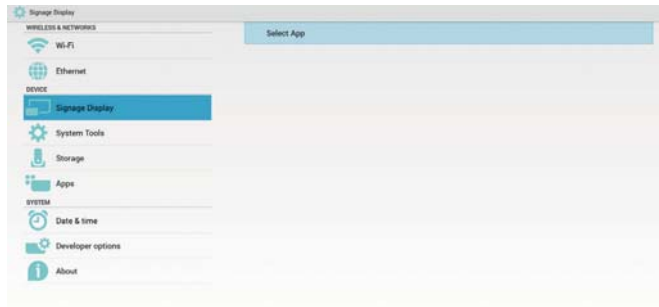 Signage Display
WIRELESS & NETWORKS
Wi-Fi
Ethernet
DEVICE
Signage Display
System Tools
Storage
Apps
SYSTEM
Date & time
Developer options
About
Select App